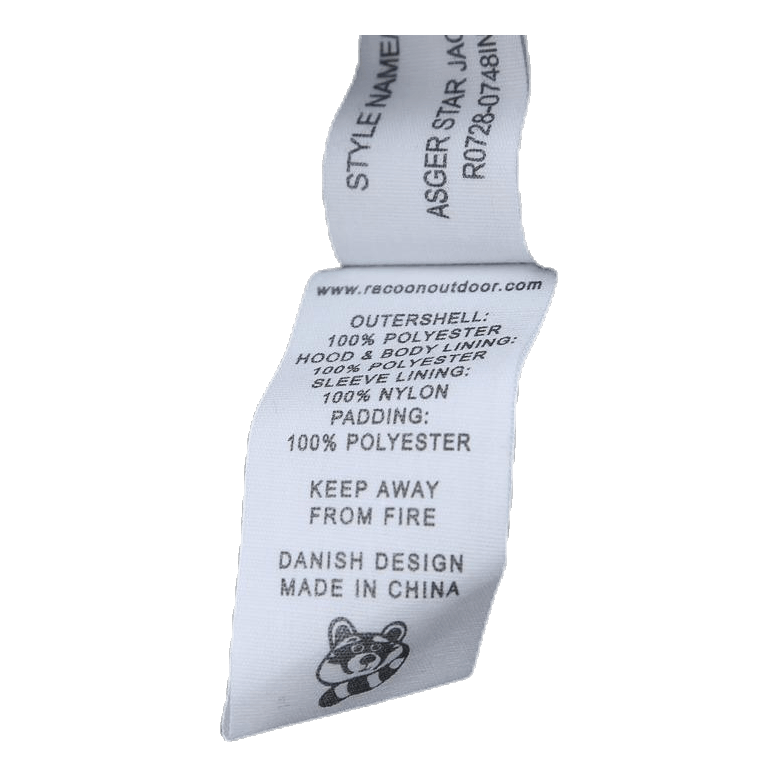 STYLE NAME
ASGER STAR JAC
R0728-0748IN
www.racoonoutdoor.com
OUTERSHELL:
100% POLYESTER
HOOD & BODY LINING:
100% POLYESTER
SLEEVE LINING:
100% NYLON
PADDING:
100% POLYESTER
KEEP AWAY
FROM FIRE
DANISH DESIGN
MADE IN CHINA